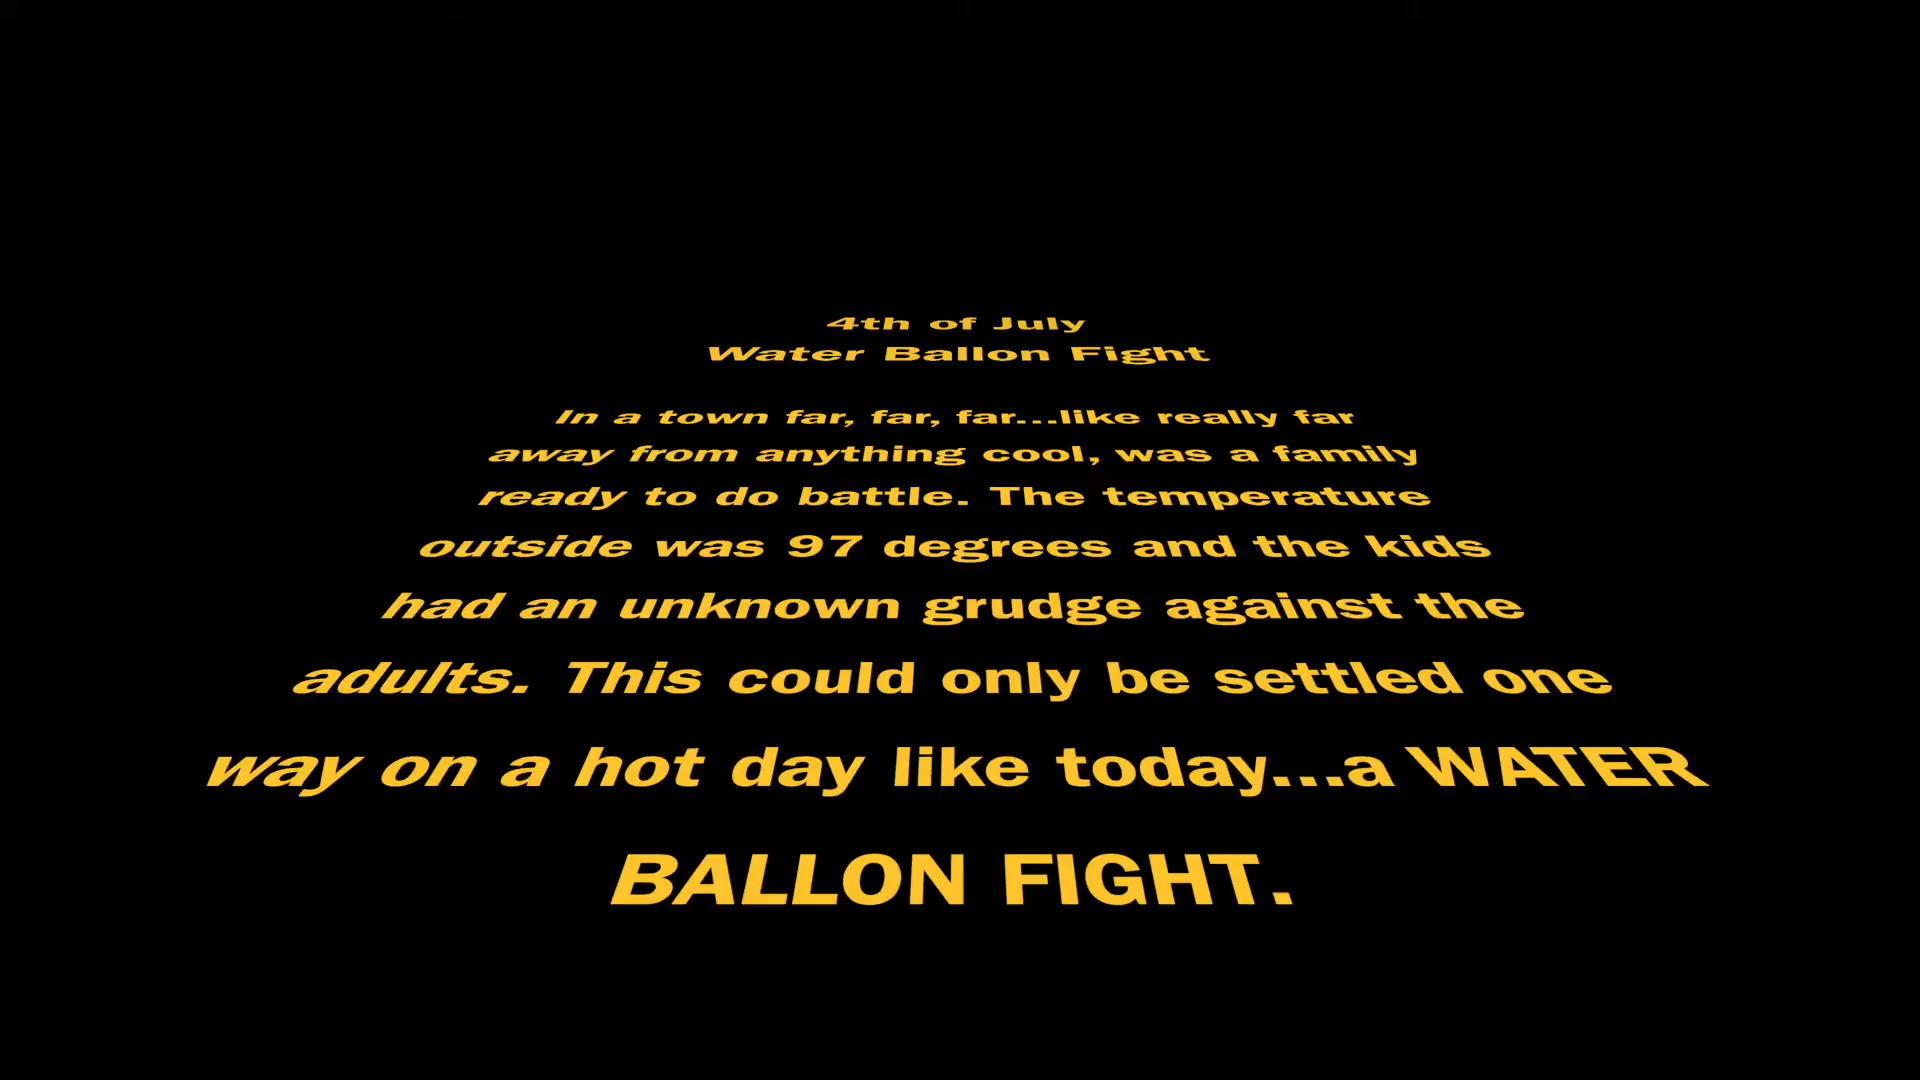 4th of July
Water Ballon Fight
In a town far, far, far...like really far
away from anything cool, was a family
ready to do battle. The temperature
outside was 97 degrees and the kids
had an unknown grudge against the
adults. This could only be settled one
way on a hot day like today...a WATER
BALLON FIGHT.